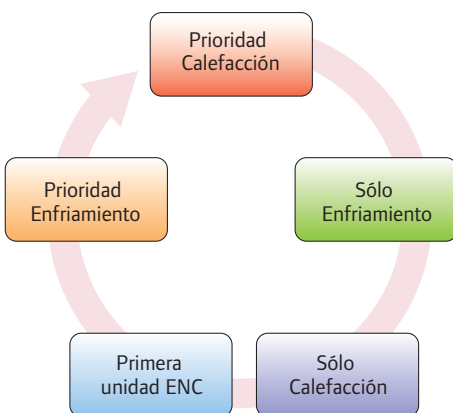 Prioridad
Calefacción
Sólo
Enfriamiento
Sólo
Calefacción
Primera
unidad ENC
Prioridad
Enfriamiento